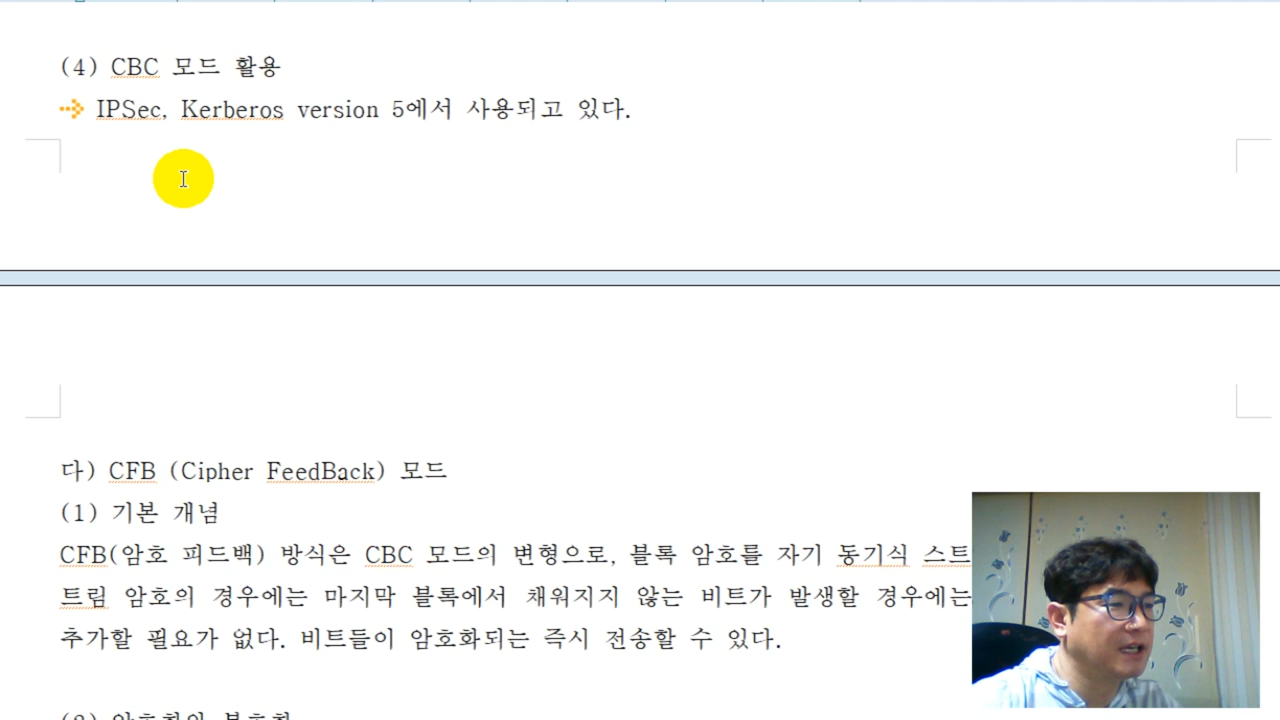 (4) CBC 모드 활용
IPSec, Kerberos version 5에서 사용되고 있다.
다) CFB (Cipher FeedBack) 모드
(1) 기본 개념
CFB(암호 피드백) 방식은 CBC 모드의 변형으로, 블록 암호를 자기 동기식 스트
트림 암호의 경우에는 마지막 블록에서 채워지지 않는 비트가 발생할 경우에는
추가할 필요가 없다. 비트들이 암호화되는 즉시 전송할 수 있다.